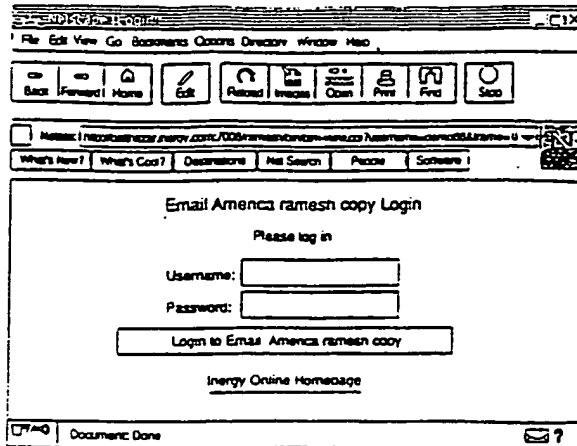 File Edit View Go Bookmarks Options Directory Window Help
Back Forward Home Edit Reload Images Open Print Find Stop
What's New? What's Cool? Destinations Net Search People Software
Email America ramesh copy Login
Please log in
Username:
Password:
Login to Email America ramesh copy
Inergy Online Homepage
Document: Done
?